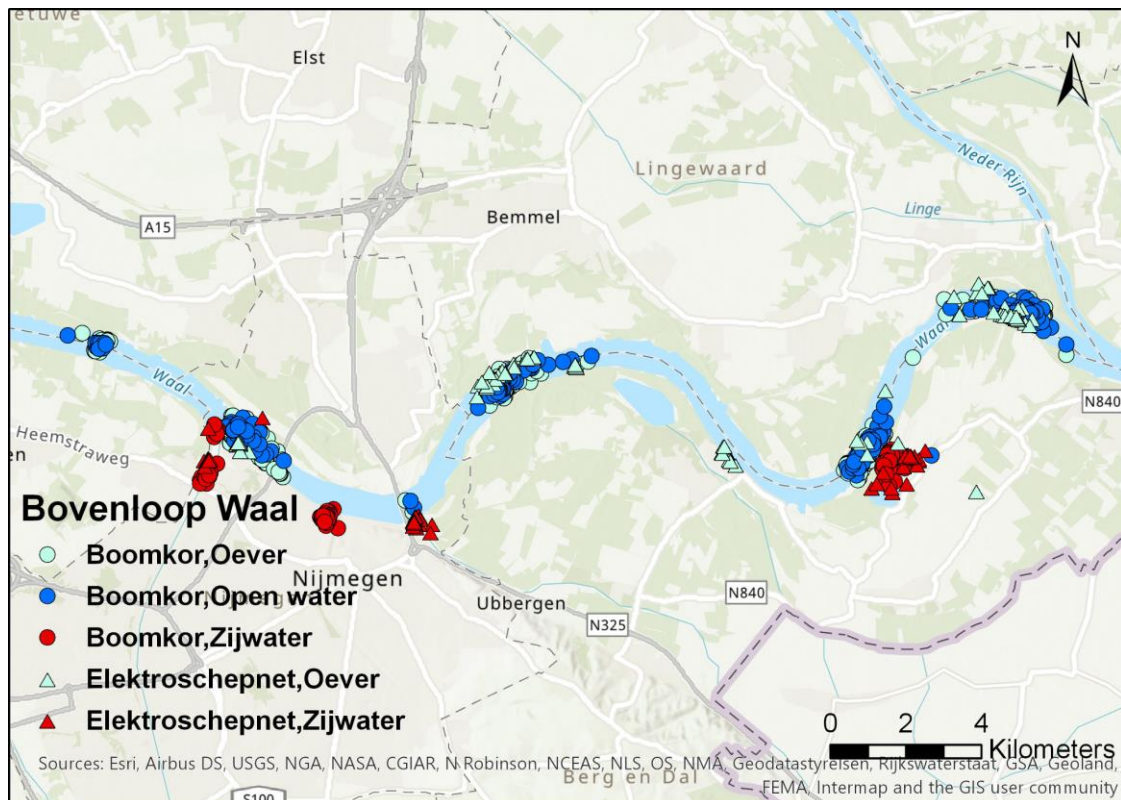 etuwe
Elst
N
Lingewaard
Neder Rijn
Linge
Bemmel
A15
Waal
Waal
N840
Heemstraweg
en
Bovenloop Waal
Boomkor,Oever
Boomkor,Open water
Boomkor,Zijwater
Elektroschepnet,Oever
Elektroschepnet,Zijwater
Nijmegen
Ubbergen
N840
N325
0 2 4
Kilometers
Sources: Esri, Airbus DS, USGS, NGA, NASA, CGIAR, N Robinson, NCEAS, NLS, OS, NMA, Geodatastyrelsen, Rijkswaterstaat, GSA, Geoland,
FEMA, Intermap and the GIS user community
Berg en Dal
S100